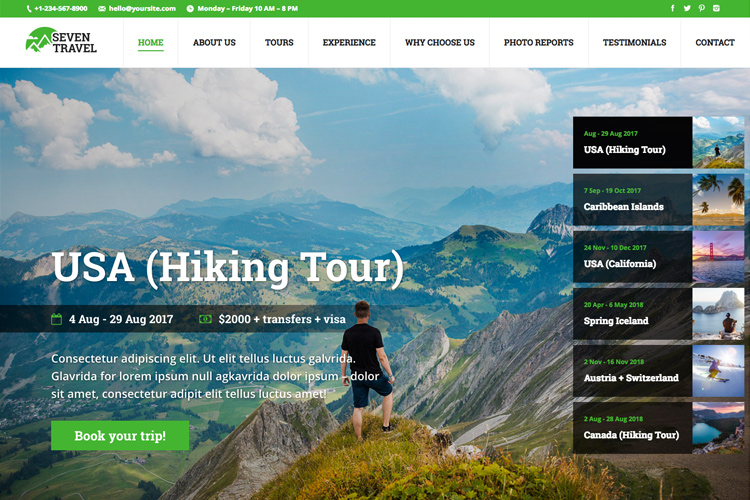 +1-234-567-8900 hello@yoursite.com Monday – Friday 10 AM – 8 PM
SEVEN
TRAVEL
HOME ABOUT US TOURS EXPERIENCE WHY CHOOSE US PHOTO REPORTS TESTIMONIALS CONTACT
USA (Hiking Tour)
4 Aug - 29 Aug 2017 $2000 + transfers + visa
Consectetur adipiscing elit. Ut elit tellus luctus galvrida.
Glavrida for lorem ipsum null agkavrida dolor ipsum – dolor
sit amet, consectetur adipit elit tellus luctus amet!
Book your trip!
Aug - 29 Aug 2017
USA (Hiking Tour)
7 Sep - 19 Oct 2017
Caribbean Islands
24 Nov - 10 Dec 2017
USA (California)
20 Apr - 6 May 2018
Spring Iceland
2 Nov - 16 Nov 2018
Austria + Switzerland
2 Aug - 28 Aug 2018
Canada (Hiking Tour)